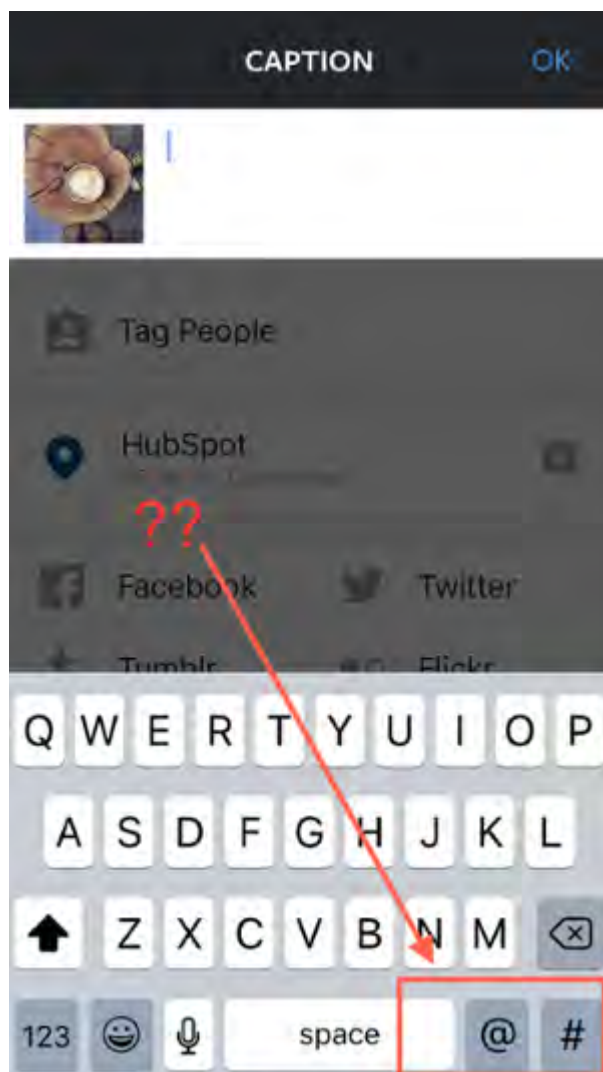 CAPTION OK
Tag People
HubSpot
??
Facebook Twitter
Tumblr Flickr
Q W E R T Y U I O P
A S D F G H J K L
Z X C V B N M
123 space @ #